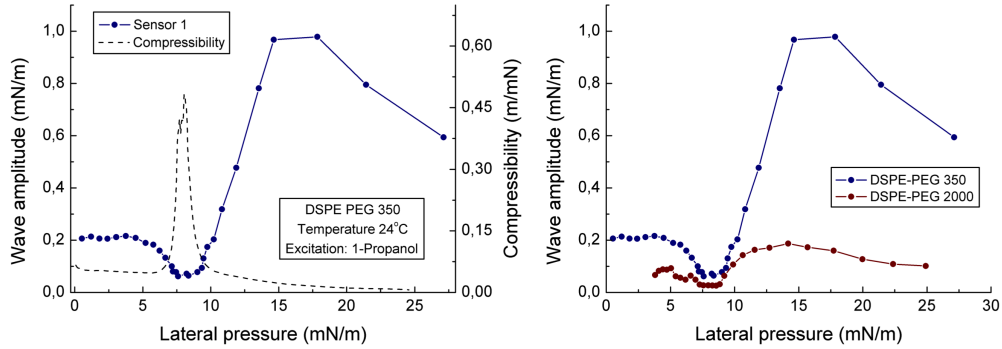 Wave amplitude (mN/m)
1,0
0,8
0,6
0,4
0,2
0,0
Sensor 1
Compressibility
DSPE PEG 350
Temperature 24°C
Excitation: 1-Propanol
0 5 10 15 20 25
Lateral pressure (mN/m)
0,60
0,45
0,30
0,15
0,00
Compressibility (m/mN)
Wave amplitude (mN/m)
1,0
0,8
0,6
0,4
0,2
0,0
DSPE-PEG 350
DSPE-PEG 2000
0 5 10 15 20 25 30
Lateral pressure (mN/m)